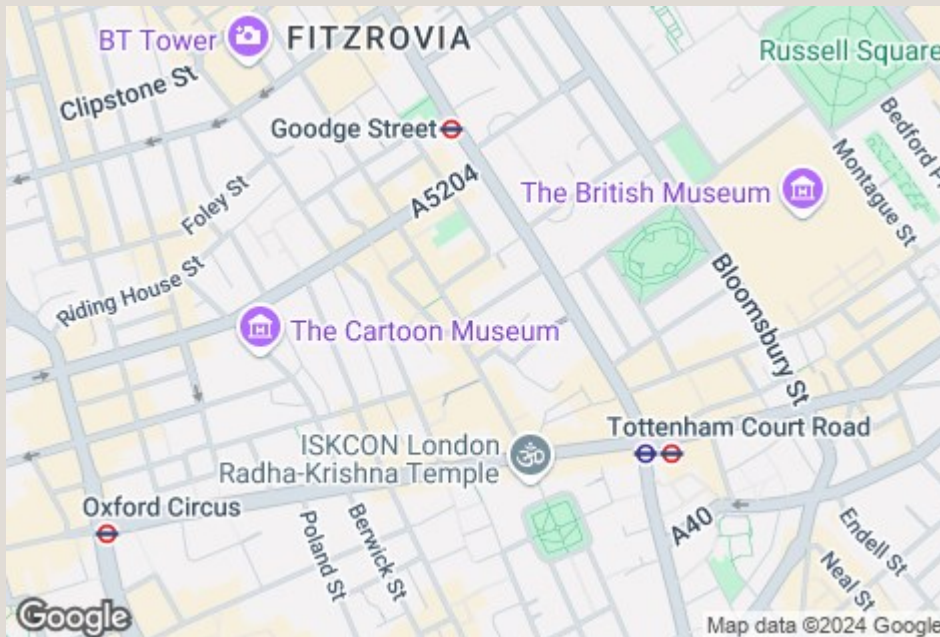 BT Tower
FITZROVIA
Russell Square
Clipstone St
Goodge Street
Bedford
Montague St
A5204
The British Museum
Foley St
Riding House St
Bloomsbury St
The Cartoon Museum
Tottenham Court Road
ISKCON London
Radha-Krishna Temple
Oxford Circus
A40
Poland St
Berwick St
Endell St
Neal St
Google
Map data ©2024 Google